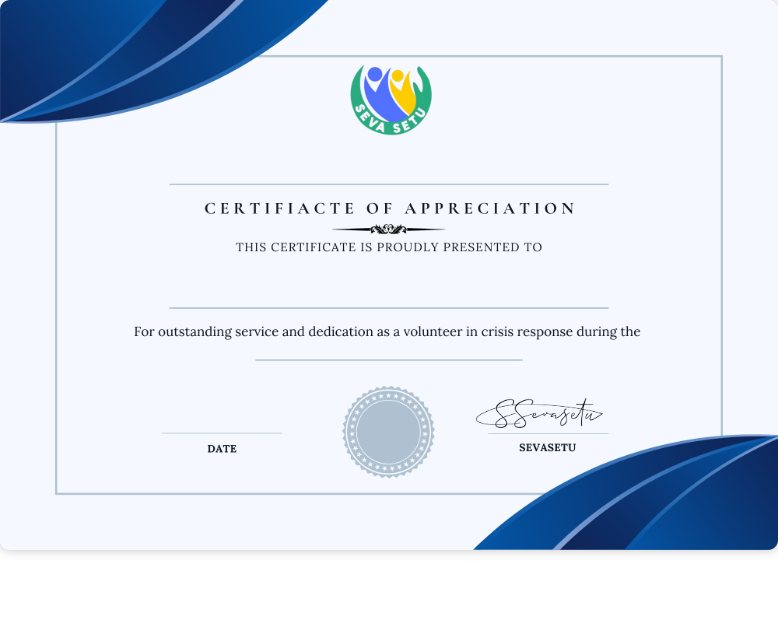 SEVA SETU
CERTIFIACTE OF APPRECIATION
THIS CERTIFICATE IS PROUDLY PRESENTED TO
For outstanding service and dedication as a volunteer in crisis response during the
SSevasetu
DATE
SEVASETU